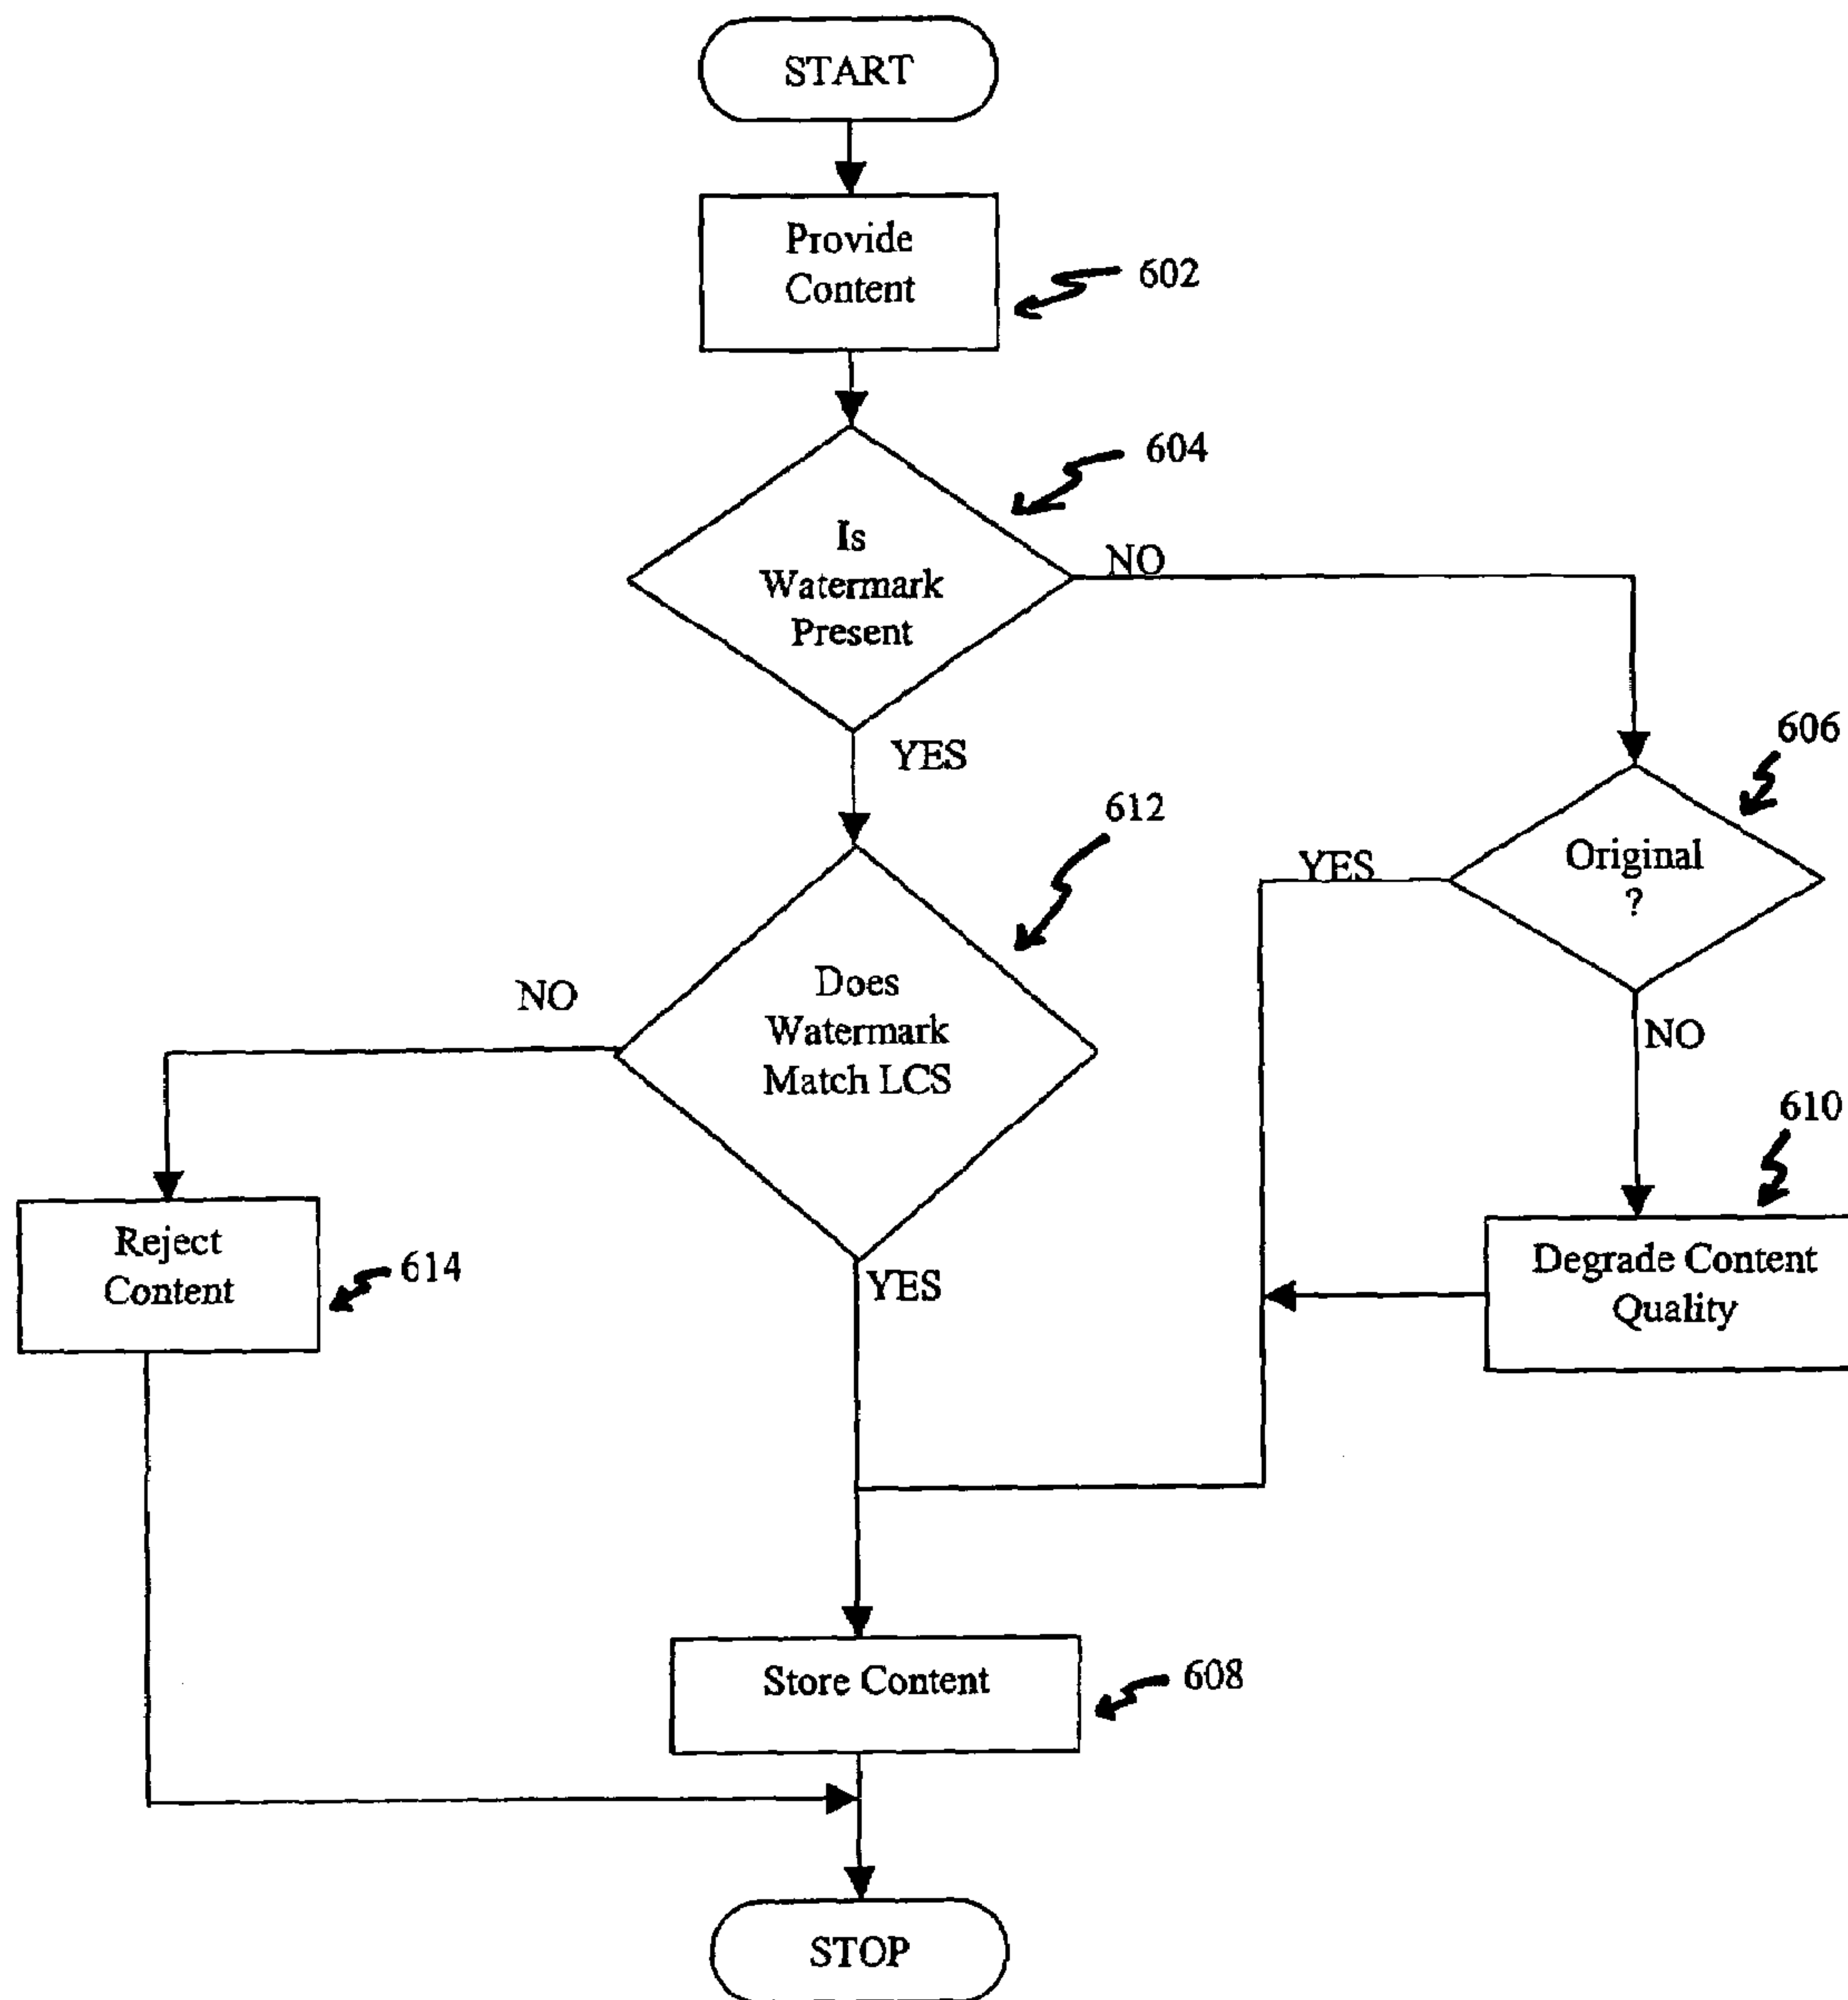 START
Provide
Content
602
604
Is
Watermark
Present
NO
YES
606
612
Original
?
YES
NO
Does
Watermark
Match LCS
NO
610
Reject
Content
614
YES
Degrade Content
Quality
Store Content
608
STOP